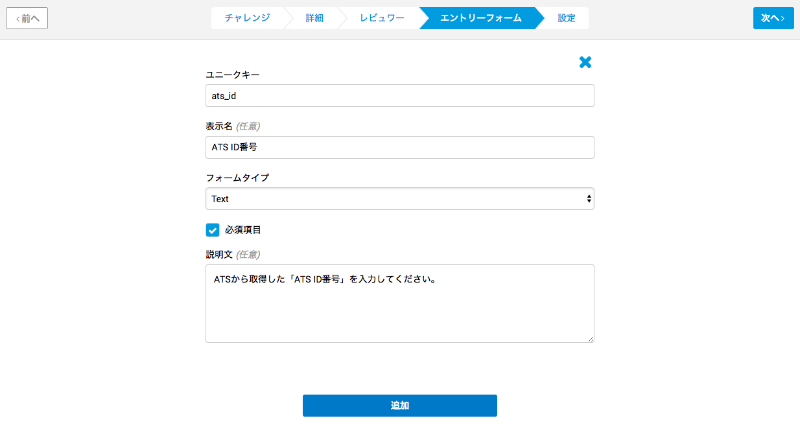 ‹前へ
チャレンジ
詳細
レビュワー
エントリーフォーム
設定
次へ›
ユニークキー
ats_id
表示名 (任意)
ATS ID番号
フォームタイプ
Text
必須項目
説明文 (任意)
ATSから取得した「ATS ID番号」を入力してください。
追加